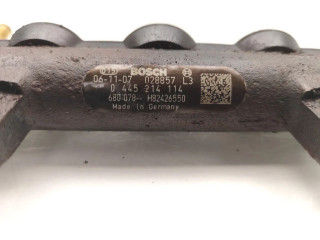 BOSCH
06-11-07 028857 L3
0 445 214 114
680 078-- H82426550
Made in Germany